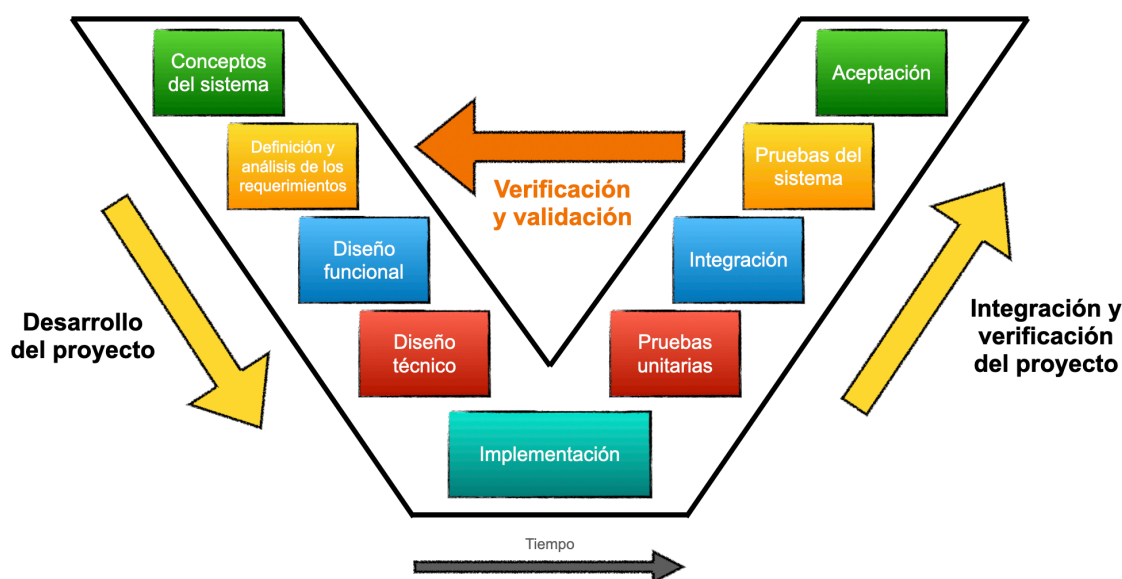 Conceptos
del sistema
Aceptación
Definición y
análisis de los
requerimientos
Pruebas del
sistema
Verificación
y validación
Diseño
funcional
Integración
Desarrollo
del proyecto
Integración y
verificación
del proyecto
Diseño
técnico
Pruebas
unitarias
Implementación
Tiempo